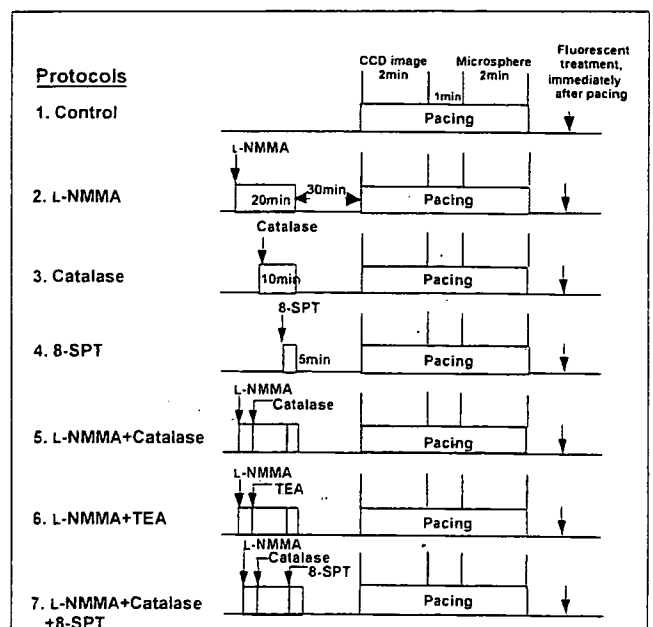 Protocols
CCD image
2min
1min
Microsphere
2min
Fluorescent
treatment,
immediately
after pacing
1. Control
Pacing
2. L-NMMA
L-NMMA
20min
30min
Pacing
3. Catalase
Catalase
10min
Pacing
4. 8-SPT
8-SPT
5min
Pacing
5. L-NMMA+Catalase
L-NMMA
Catalase
Pacing
6. L-NMMA+TEA
L-NMMA
TEA
Pacing
7. L-NMMA+Catalase
+8-SPT
L-NMMA
Catalase
8-SPT
Pacing